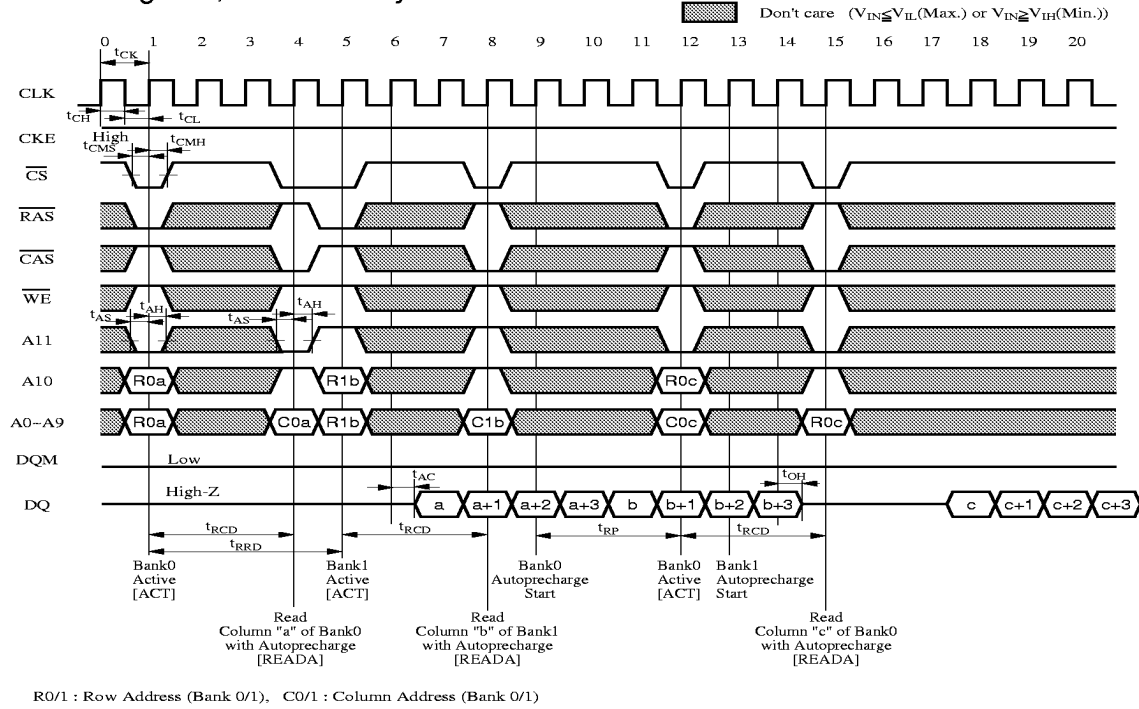 Don't care (VIN≦VIL(Max.) or VIN≧VIH(Min.))
0 1 2 3 4 5 6 7 8 9 10 11 12 13 14 15 16 17 18 19 20
tCK
CLK
tCH tCL
CKE
High
tCMS tCMH
CS
RAS
CAS
WE
tAS tAH tAS tAH
A11
A10 R0a R1b R0c
A0~A9 R0a C0a R1b C1b C0c R0c
DQM Low
tAC tOH
DQ High-Z a a+1 a+2 a+3 b b+1 b+2 b+3 c c+1 c+2 c+3
tRCD tRCD tRP tRCD
tRRD
Bank0 Active [ACT]
Bank1 Active [ACT]
Bank0 Autoprecharge Start
Bank0 Active [ACT]
Bank1 Autoprecharge Start
Read Column "a" of Bank0 with Autoprecharge [READA]
Read Column "b" of Bank1 with Autoprecharge [READA]
Read Column "c" of Bank0 with Autoprecharge [READA]
R0/1 : Row Address (Bank 0/1), C0/1 : Column Address (Bank 0/1)